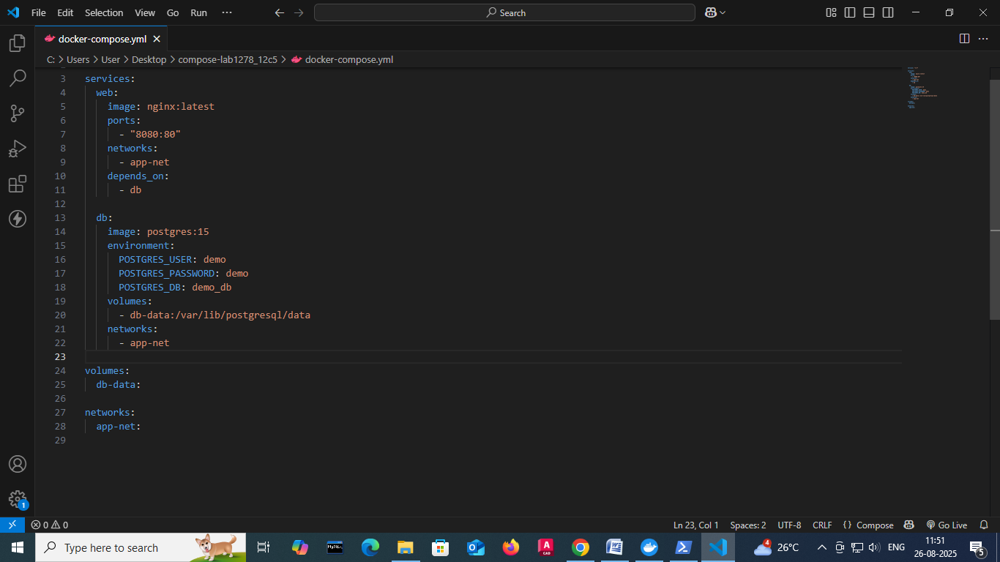 File Edit Selection View Go Run ··· Search
docker-compose.yml
C: > Users > User > Desktop > compose-lab1278_12c5 > docker-compose.yml
3 services:
4   web:
5     image: nginx:latest
6     ports:
7       - "8080:80"
8     networks:
9       - app-net
10     depends_on:
11       - db
12
13   db:
14     image: postgres:15
15     environment:
16       POSTGRES_USER: demo
17       POSTGRES_PASSWORD: demo
18       POSTGRES_DB: demo_db
19     volumes:
20       - db-data:/var/lib/postgresql/data
21     networks:
22       - app-net
23
24 volumes:
25   db-data:
26
27 networks:
28   app-net:
29
1
0 0 Ln 23, Col 1 Spaces: 2 UTF-8 CRLF {} Compose Go Live
Type here to search MySQL A CAD W 4 26°C ENG 11:51
26-08-2025 5